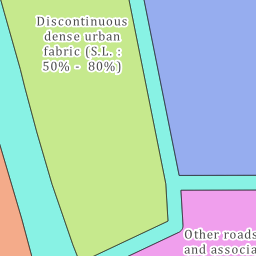 Discontinuous
dense urban
fabric (S.L. :
50% - 80%)
Other roads
and associa